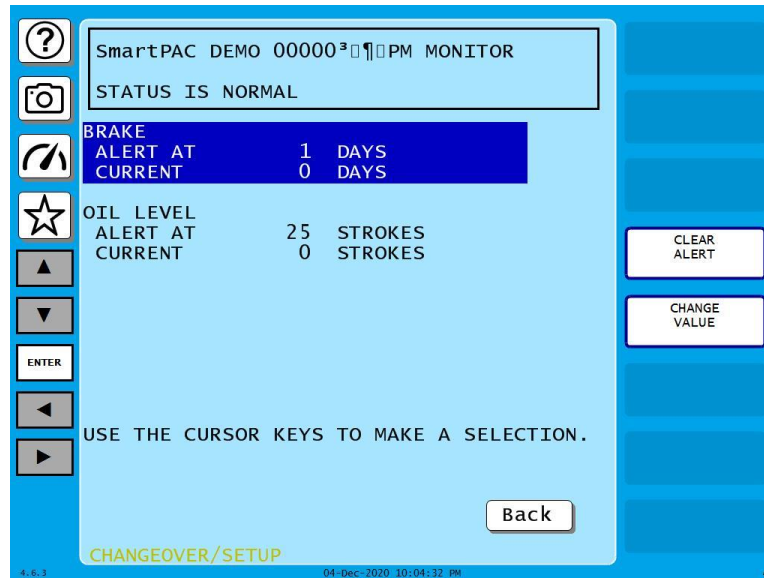 ?
SmartPAC DEMO 00000³▯¶▯PM MONITOR
STATUS IS NORMAL
BRAKE
ALERT AT 1 DAYS
CURRENT 0 DAYS
OIL LEVEL
ALERT AT 25 STROKES
CURRENT 0 STROKES
CLEAR
ALERT
CHANGE
VALUE
ENTER
USE THE CURSOR KEYS TO MAKE A SELECTION.
Back
CHANGEOVER/SETUP
4.6.3
04-Dec-2020 10:04:32 PM